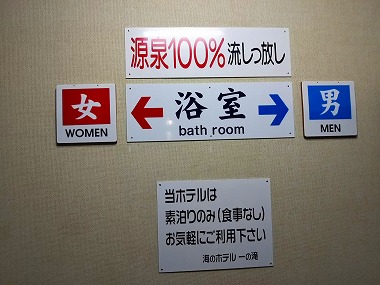 源泉100%流しっ放し
女
WOMEN
浴室
bath room
男
MEN
当ホテルは
素泊りのみ(食事なし)
お気軽にご利用下さい
海のホテル 一の滝